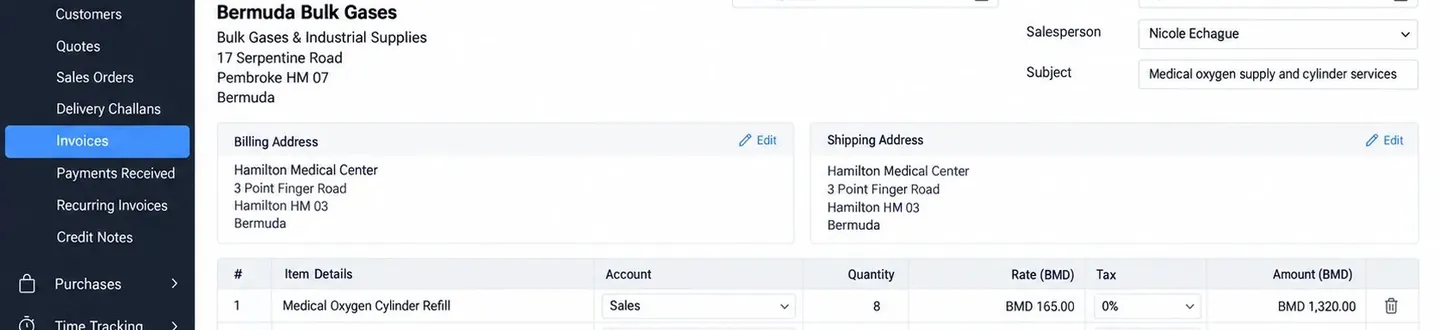 Customers
Quotes
Sales Orders
Delivery Challans
Invoices
Payments Received
Recurring Invoices
Credit Notes
Purchases
Time Tracking
Bermuda Bulk Gases
Bulk Gases & Industrial Supplies
17 Serpentine Road
Pembroke HM 07
Bermuda
Salesperson Nicole Echague
Subject Medical oxygen supply and cylinder services
Billing Address Edit
Hamilton Medical Center
3 Point Finger Road
Hamilton HM 03
Bermuda
Shipping Address Edit
Hamilton Medical Center
3 Point Finger Road
Hamilton HM 03
Bermuda
# Item Details Account Quantity Rate (BMD) Tax Amount (BMD)
1 Medical Oxygen Cylinder Refill Sales 8 BMD 165.00 0% BMD 1,320.00